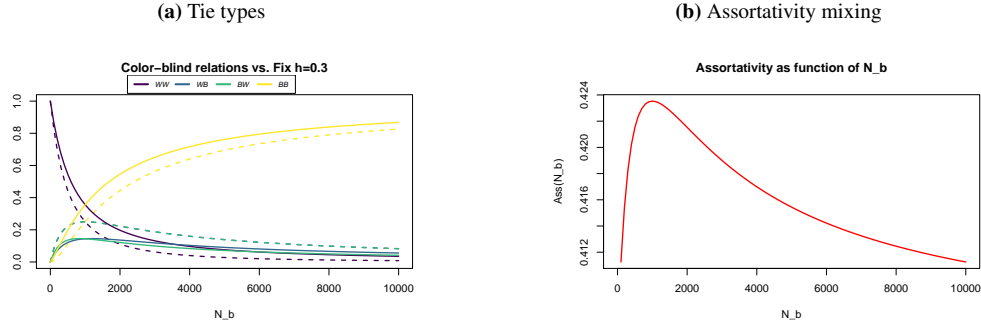 (a) Tie types
Color−blind relations vs. Fix h=0.3
WW WB BW BB
1.0
0.8
0.6
0.4
0.2
0.0
0 2000 4000 6000 8000 10000
N_b
(b) Assortativity mixing
Assortativity as function of N_b
Ass(N_b)
0.424
0.420
0.416
0.412
0 2000 4000 6000 8000 10000
N_b